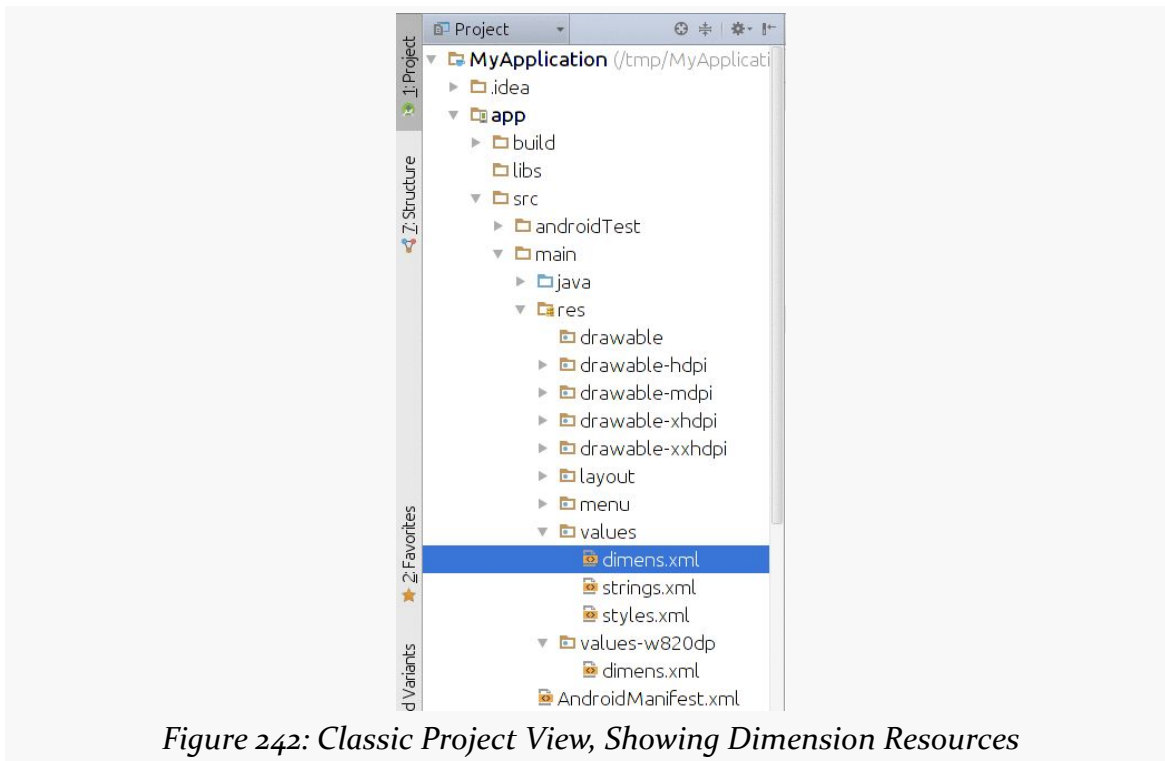 Project
MyApplication (/tmp/MyApplicati
.idea
app
build
libs
src
androidTest
main
java
res
drawable
drawable-hdpi
drawable-mdpi
drawable-xhdpi
drawable-xxhdpi
layout
menu
values
dimens.xml
strings.xml
styles.xml
values-w820dp
dimens.xml
AndroidManifest.xml
1: Project
7: Structure
2: Favorites
d Variants
Figure 242: Classic Project View, Showing Dimension Resources